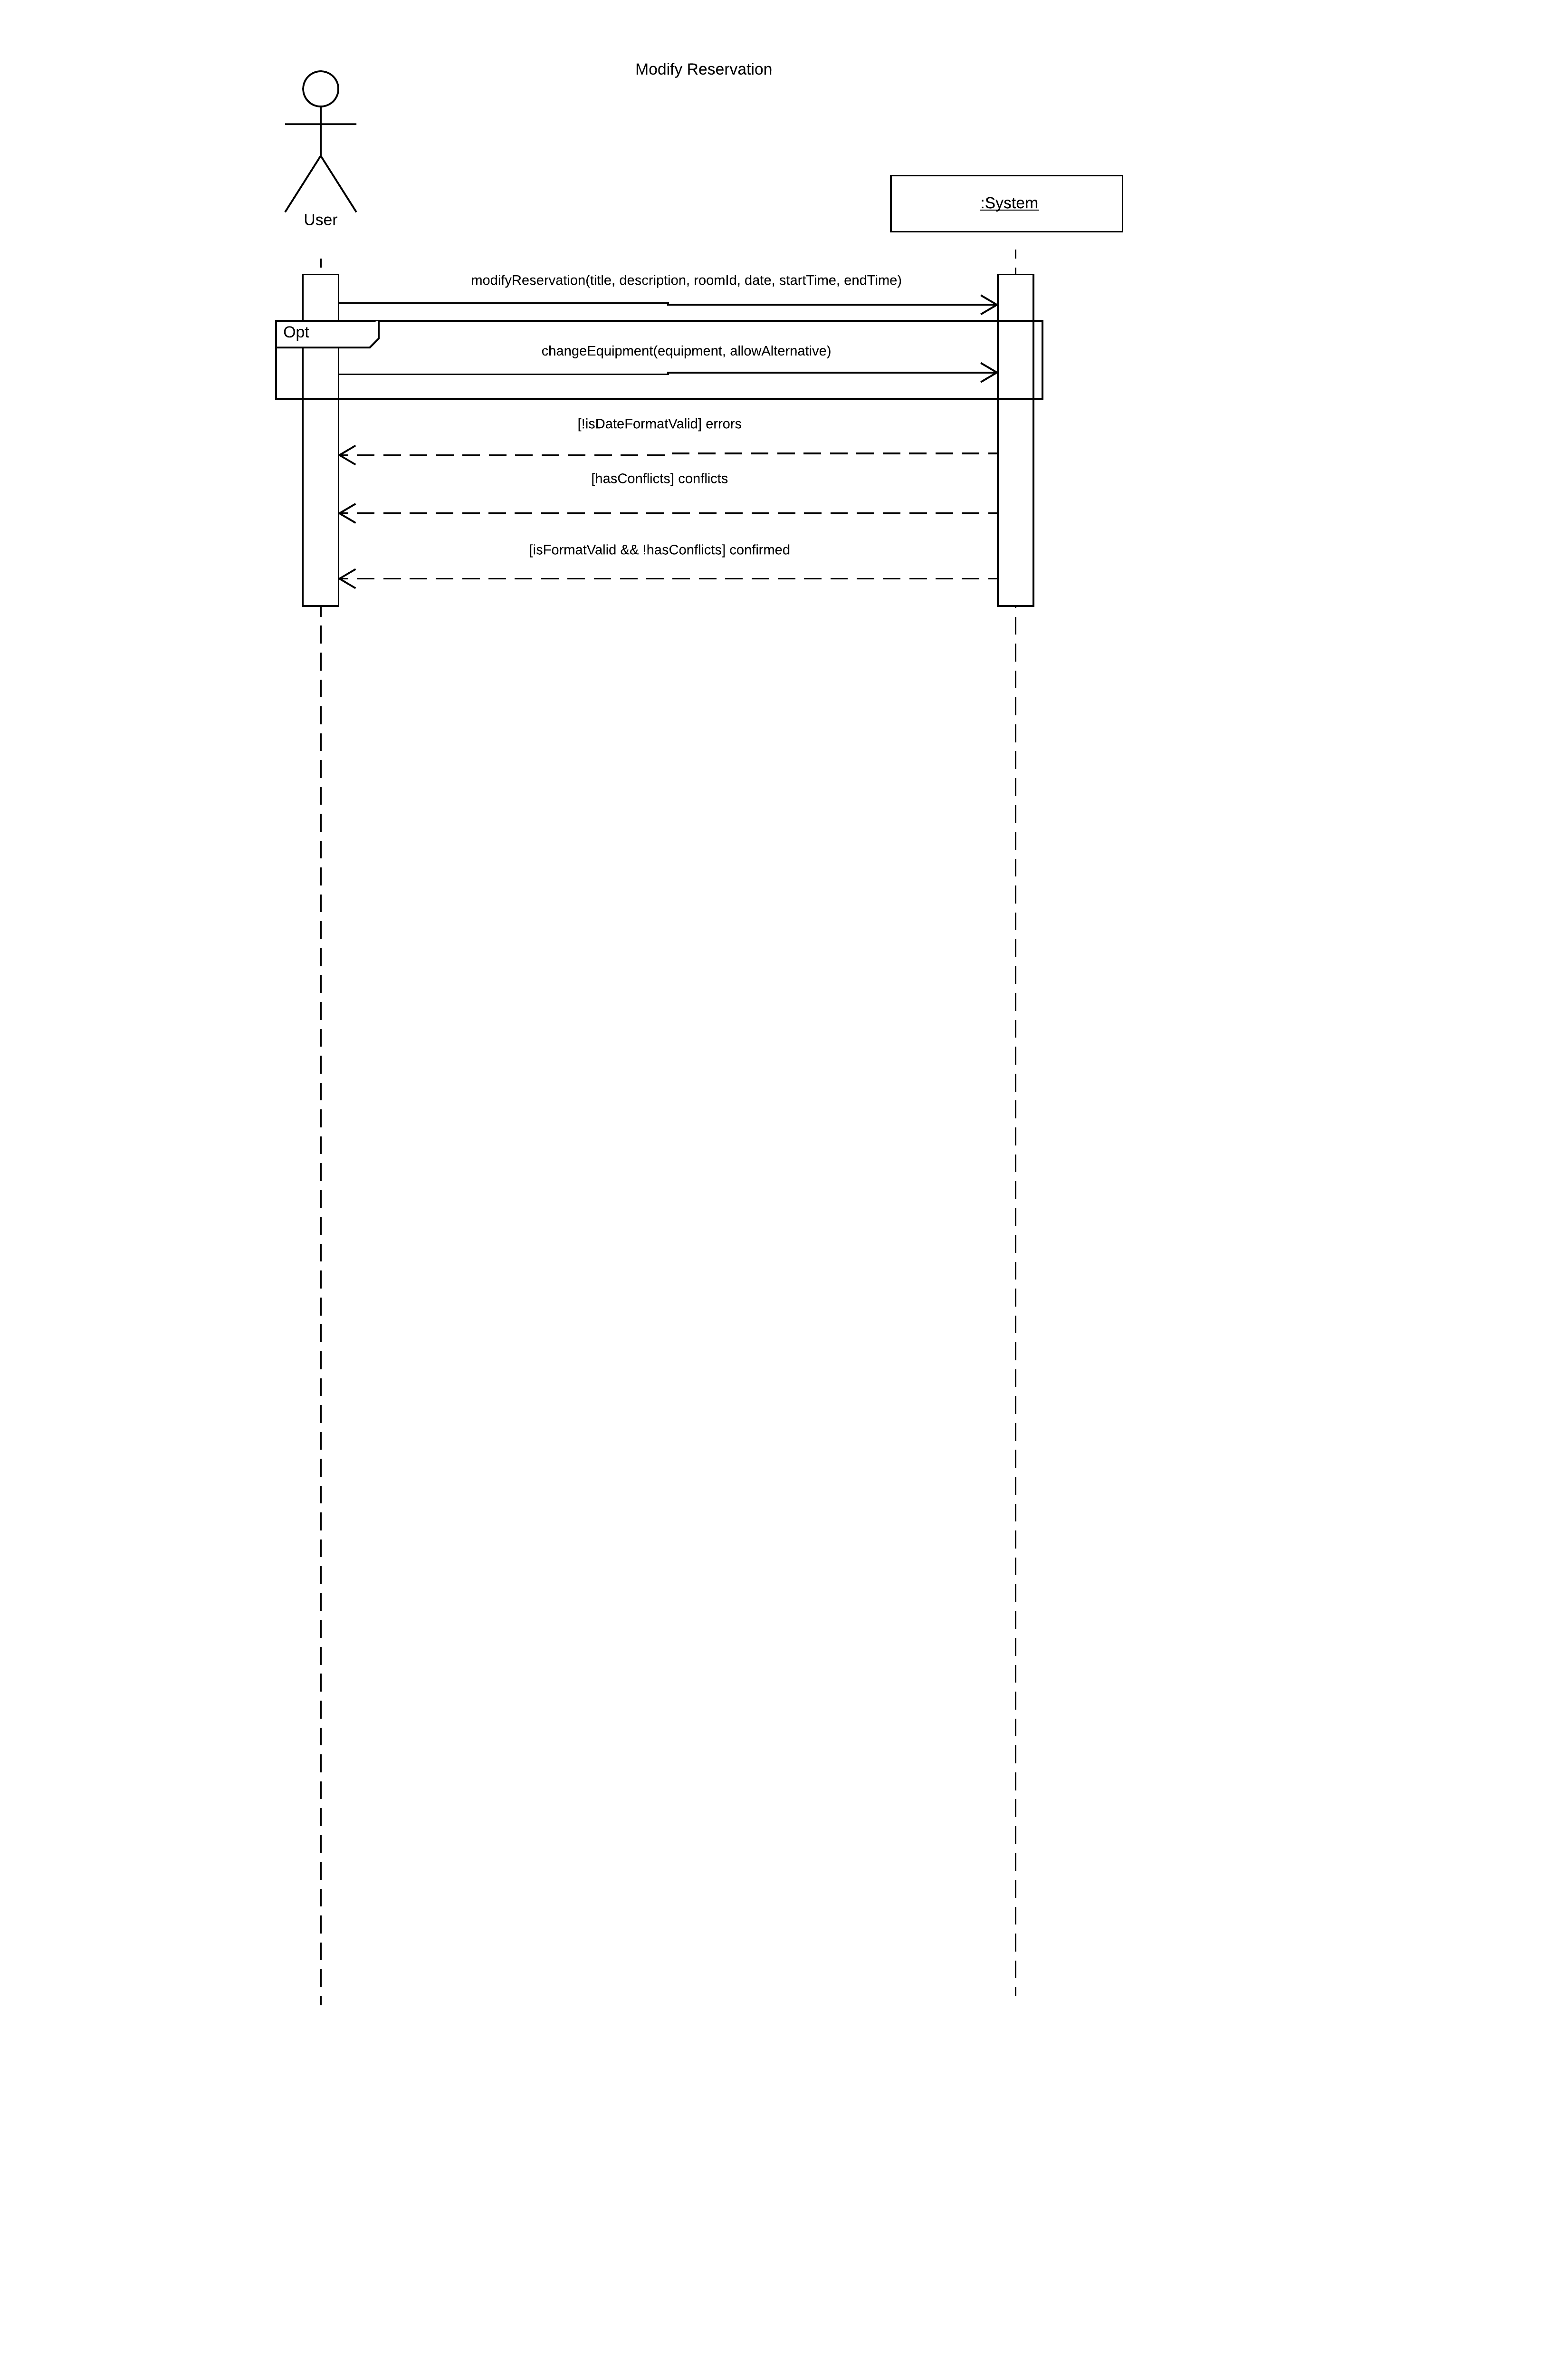 Modify Reservation
User
:System
modifyReservation(title, description, roomId, date, startTime, endTime)
Opt
changeEquipment(equipment, allowAlternative)
[!isDateFormatValid] errors
[hasConflicts] conflicts
[isFormatValid && !hasConflicts] confirmed